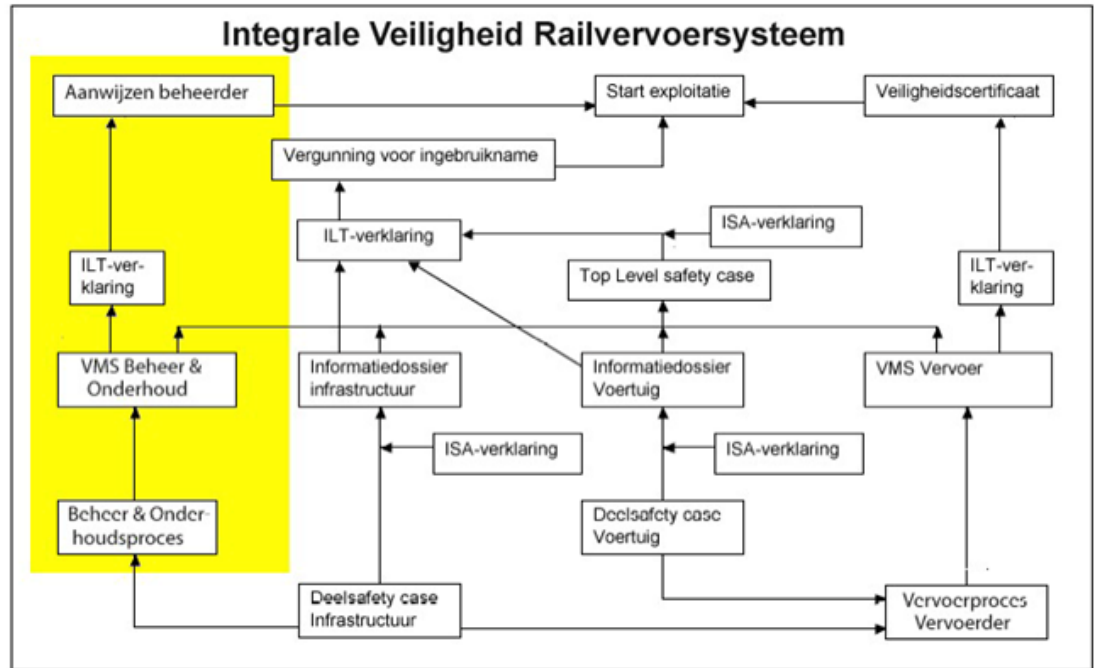 Integrale Veiligheid Railvervoersysteem
Aanwijzen beheerder
Start exploitatie
Veiligheidscertificaat
Vergunning voor ingebruikname
ISA-verklaring
ILT-verklaring
ILT-ver-
klaring
Top Level safety case
ILT-ver-
klaring
VMS Beheer &
Onderhoud
Informatiedossier
infrastructuur
Informatiedossier
Voertuig
VMS Vervoer
ISA-verklaring
ISA-verklaring
Beheer & Onder-
houdsproces
Deelsafety case
Voertuig
Deelsafety case
Infrastructuur
Vervoerproces
Vervoerder